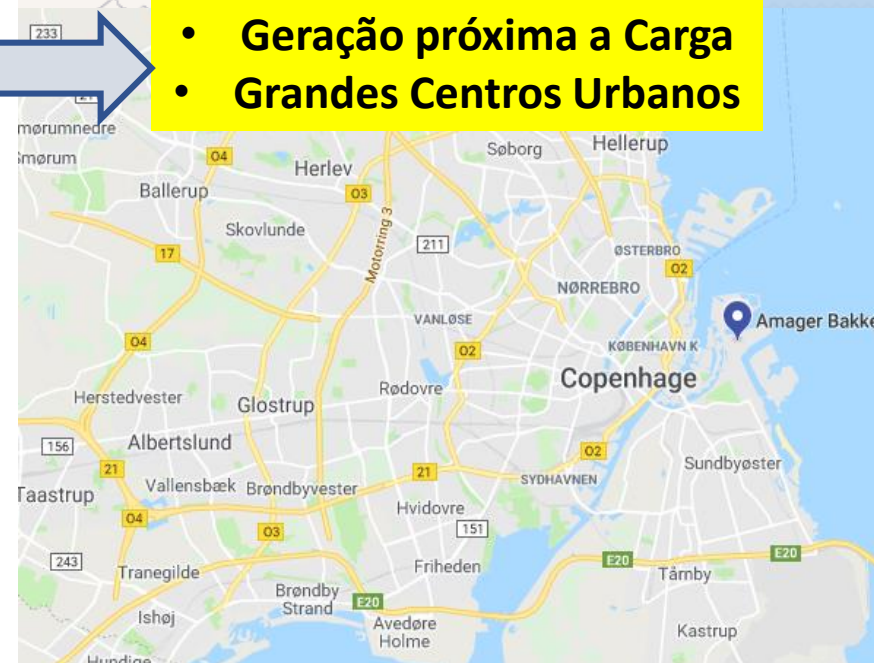 • Geração próxima a Carga
• Grandes Centros Urbanos
233
mørumnedre
Smørum
O4
Herlev
Søborg
Hellerup
Ballerup
O3
Skovlunde
Motorring 3
211
ØSTERBRO
17
O2
NØRREBRO
VANLØSE
Amager Bakke
O4
O2
KØBENHAVN K
Copenhage
Rødovre
Herstedvester
Glostrup
156
Albertslund
O2
21
21
Sundbyøster
Taastrup
Vallensbæk
Brøndbyvester
SYDHAVNEN
Hvidovre
O4
O3
151
243
Tranegilde
Friheden
E20
E20
Tårnby
Brøndby
Strand
E20
Ishøj
Avedøre
Holme
Kastrup
Hundige